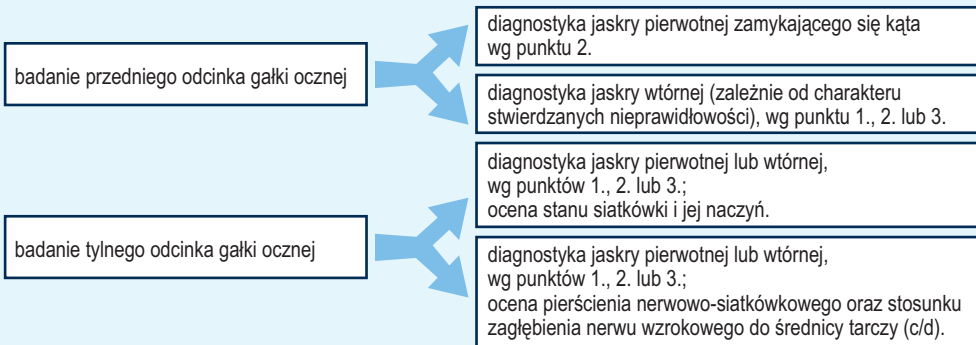 badanie przedniego odcinka gałki ocznej
diagnostyka jaskry pierwotnej zamykającego się kąta
wg punktu 2.
diagnostyka jaskry wtórnej (zależnie od charakteru
stwierdzanych nieprawidłowości), wg punktu 1., 2. lub 3.
badanie tylnego odcinka gałki ocznej
diagnostyka jaskry pierwotnej lub wtórnej,
wg punktów 1., 2. lub 3.;
ocena stanu siatkówki i jej naczyń.
diagnostyka jaskry pierwotnej lub wtórnej,
wg punktów 1., 2. lub 3.;
ocena pierścienia nerwowo-siatkówkowego oraz stosunku
zagłębienia nerwu wzrokowego do średnicy tarczy (c/d).